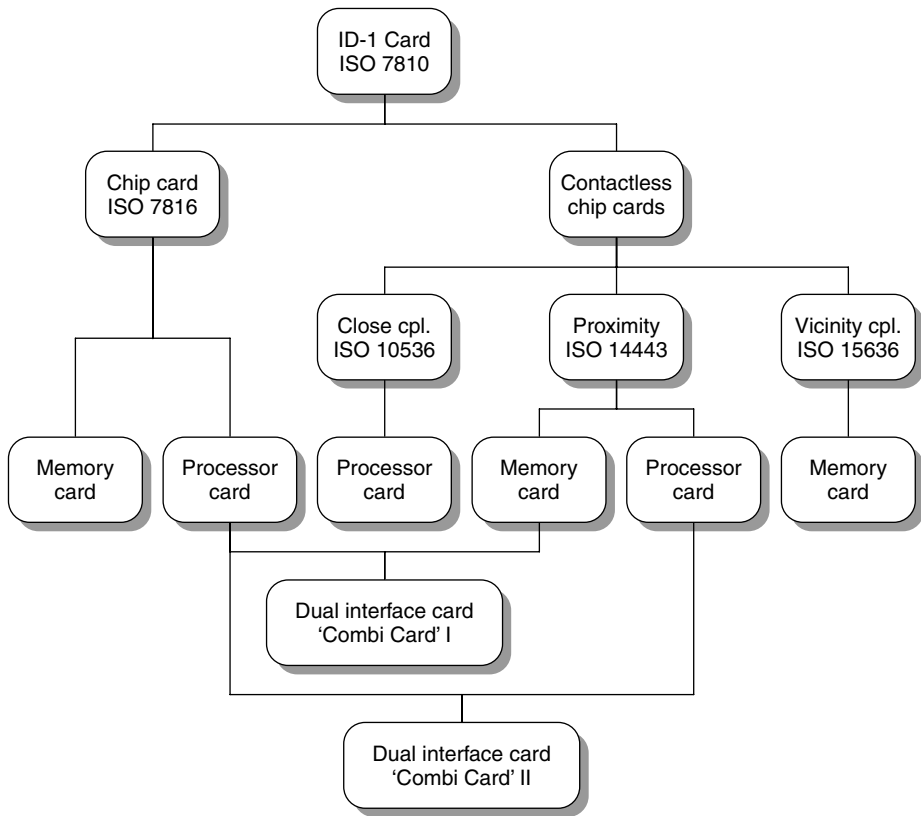 ID-1 Card
ISO 7810
Chip card
ISO 7816
Contactless
chip cards
Close cpl.
ISO 10536
Proximity
ISO 14443
Vicinity cpl.
ISO 15636
Memory
card
Processor
card
Processor
card
Memory
card
Processor
card
Memory
card
Dual interface card
‘Combi Card’ I
Dual interface card
‘Combi Card’ II